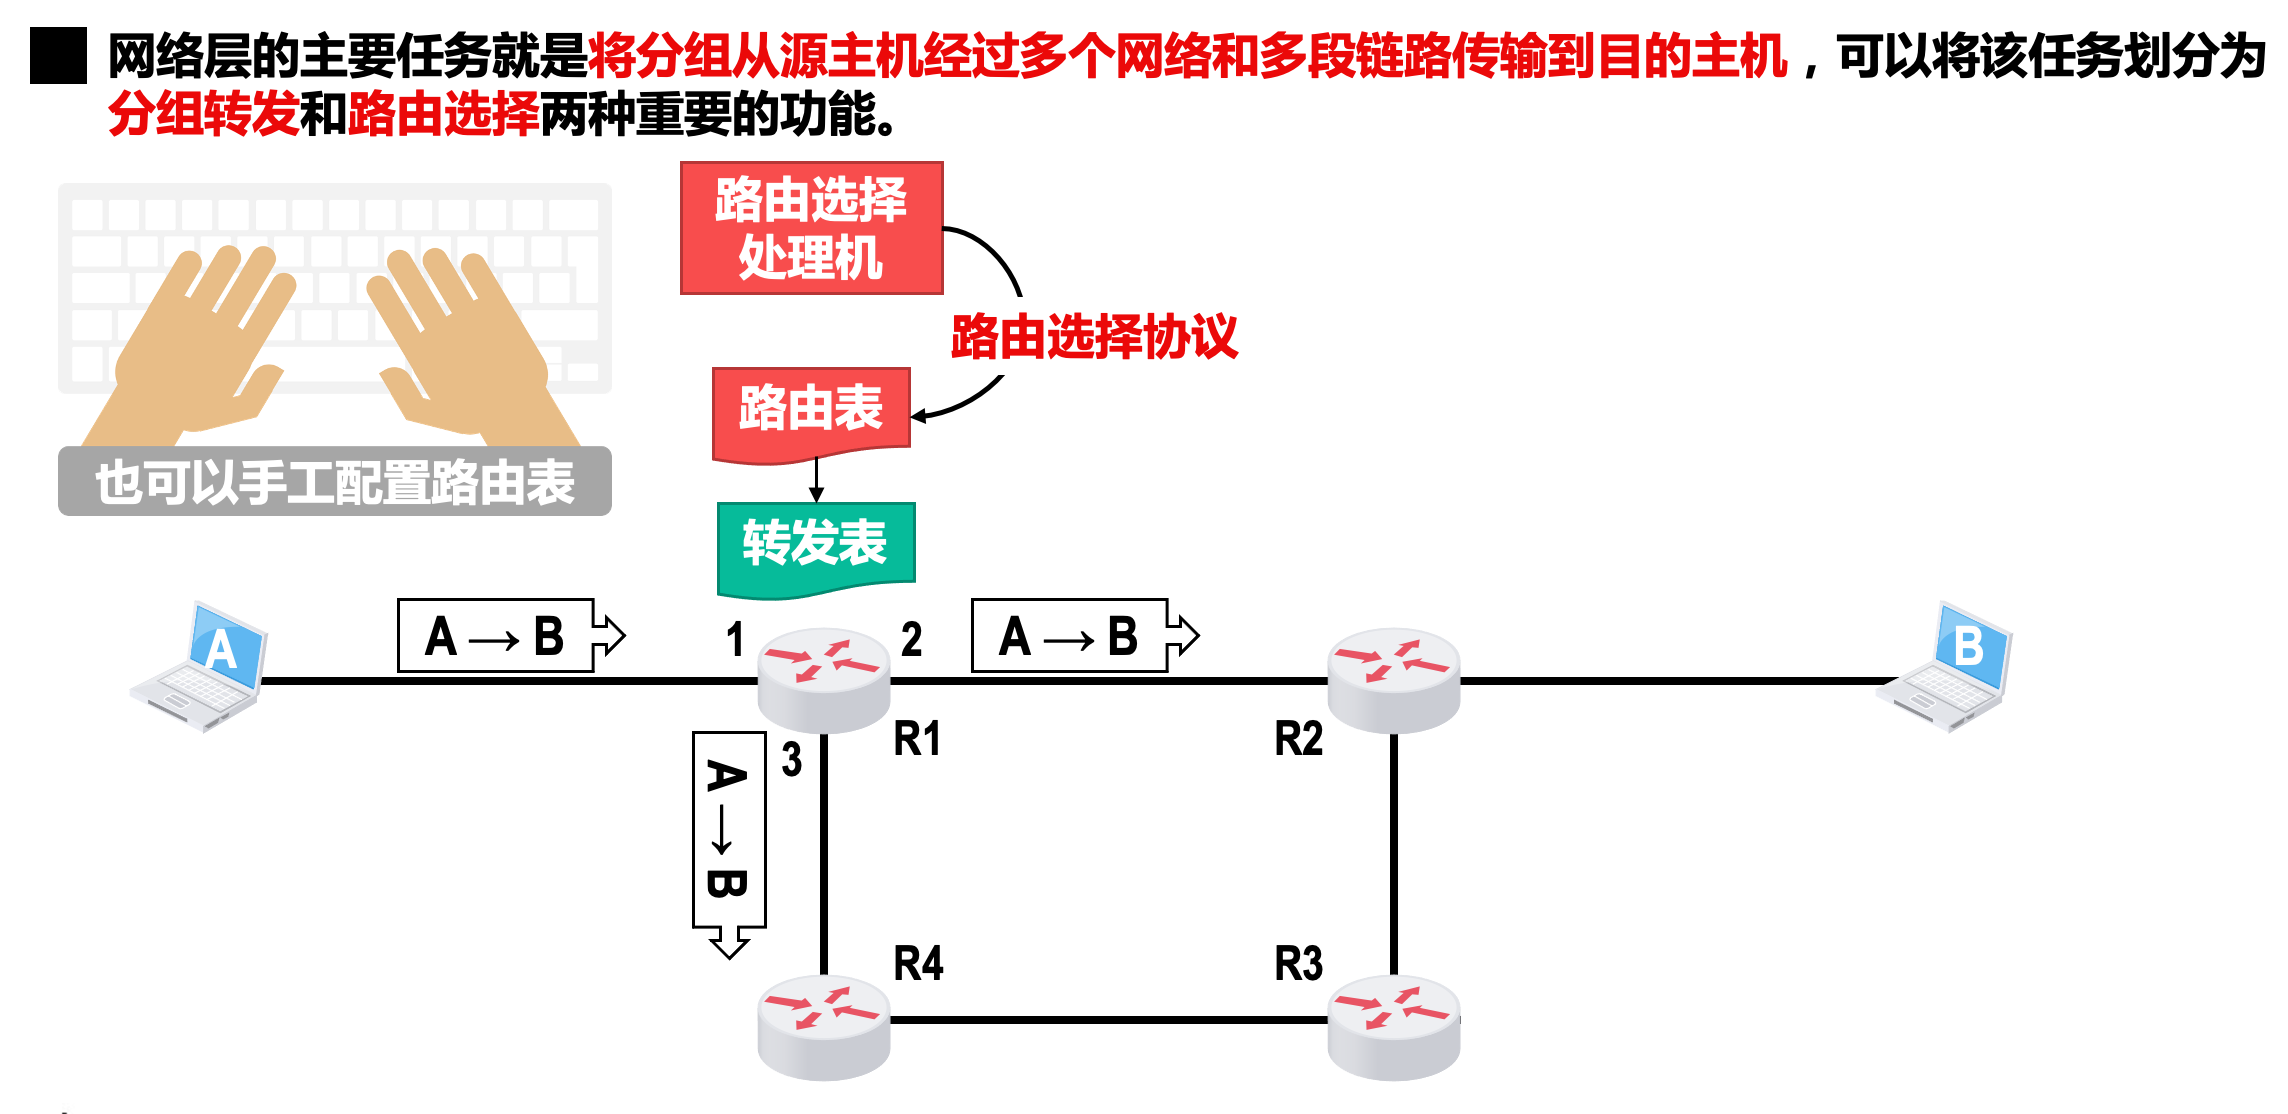 网络层的主要任务就是将分组从源主机经过多个网络和多段链路传输到目的主机，可以将该任务划分为
分组转发和路由选择两种重要的功能。
路由选择
处理机
路由选择协议
路由表
也可以手工配置路由表
转发表
A
A → B
1
2
A → B
B
R1
R2
3
A → B
R4
R3